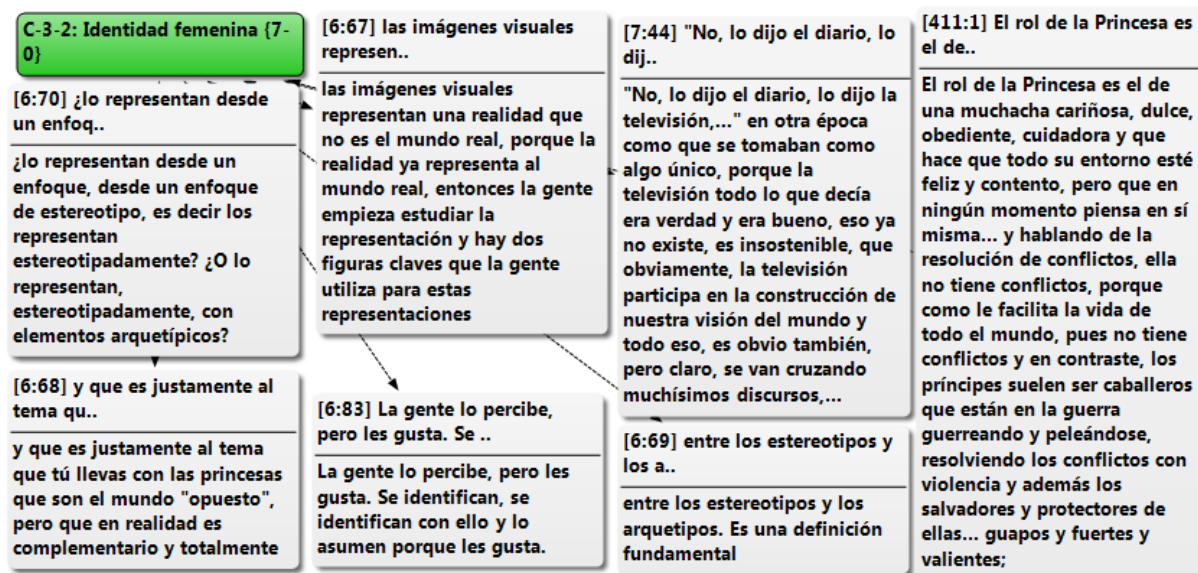 C-3-2: Identidad femenina {7-
0}
[6:70] ¿lo representan desde
un enfoq..
¿lo representan desde un
enfoque, desde un enfoque
de estereotipo, es decir los
representan
estereotipadamente? ¿O lo
representan,
estereotipadamente, con
elementos arquetípicos?
[6:68] y que es justamente al
tema qu..
y que es justamente al tema
que tú llevas con las princesas
que son el mundo "opuesto",
pero que en realidad es
complementario y totalmente
[6:67] las imágenes visuales
represen..
las imágenes visuales
representan una realidad que
no es el mundo real, porque la
realidad ya representa al
mundo real, entonces la gente
empieza estudiar la
representación y hay dos
figuras claves que la gente
utiliza para estas
representaciones
[6:83] La gente lo percibe,
pero les gusta. Se ..
La gente lo percibe, pero les
gusta. Se identifican, se
identifican con ello y lo
asumen porque les gusta.
[7:44] "No, lo dijo el diario, lo
dij..
"No, lo dijo el diario, lo dijo la
televisión,..." en otra época
como que se tomaban como
algo único, porque la
televisión todo lo que decía
era verdad y era bueno, eso ya
no existe, es insostenible, que
obviamente, la televisión
participa en la construcción de
nuestra visión del mundo y
todo eso, es obvio también,
pero claro, se van cruzando
muchísimos discursos,...
[6:69] entre los estereotipos y
los a..
entre los estereotipos y los
arquetipos. Es una definición
fundamental
[411:1] El rol de la Princesa es
el de..
El rol de la Princesa es el de
una muchacha cariñosa, dulce,
obediente, cuidadora y que
hace que todo su entorno esté
feliz y contento, pero que en
ningún momento piensa en sí
misma... y hablando de la
resolución de conflictos, ella
no tiene conflictos, porque
como le facilita la vida de
todo el mundo, pues no tiene
conflictos y en contraste, los
príncipes suelen ser caballeros
que están en la guerra
guerreando y peleándose,
resolviendo los conflictos con
violencia y además los
salvadores y protectores de
ellas... guapos y fuertes y
valientes;